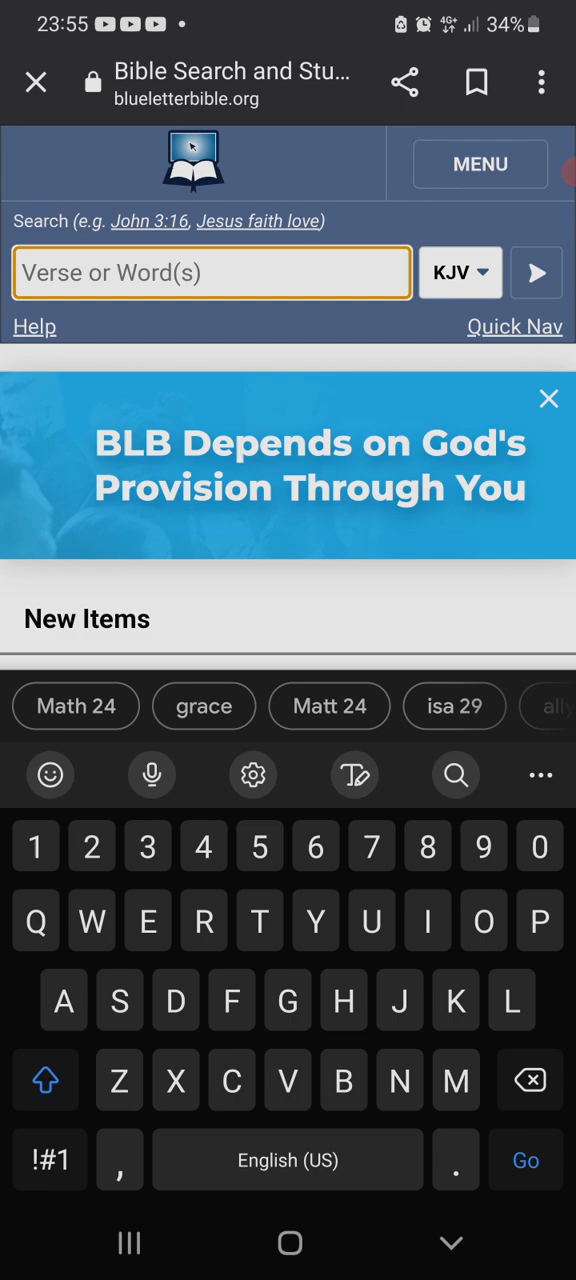 23:55 4G+ 34%
Bible Search and Stu...
blueletterbible.org
MENU
Search (e.g. John 3:16, Jesus faith love)
Verse or Word(s) KJV
Help Quick Nav
BLB Depends on God's
Provision Through You
New Items
Math 24 grace Matt 24 isa 29 ally
1 2 3 4 5 6 7 8 9 0
Q W E R T Y U I O P
A S D F G H J K L
Z X C V B N M
!#1 , English (US) . Go